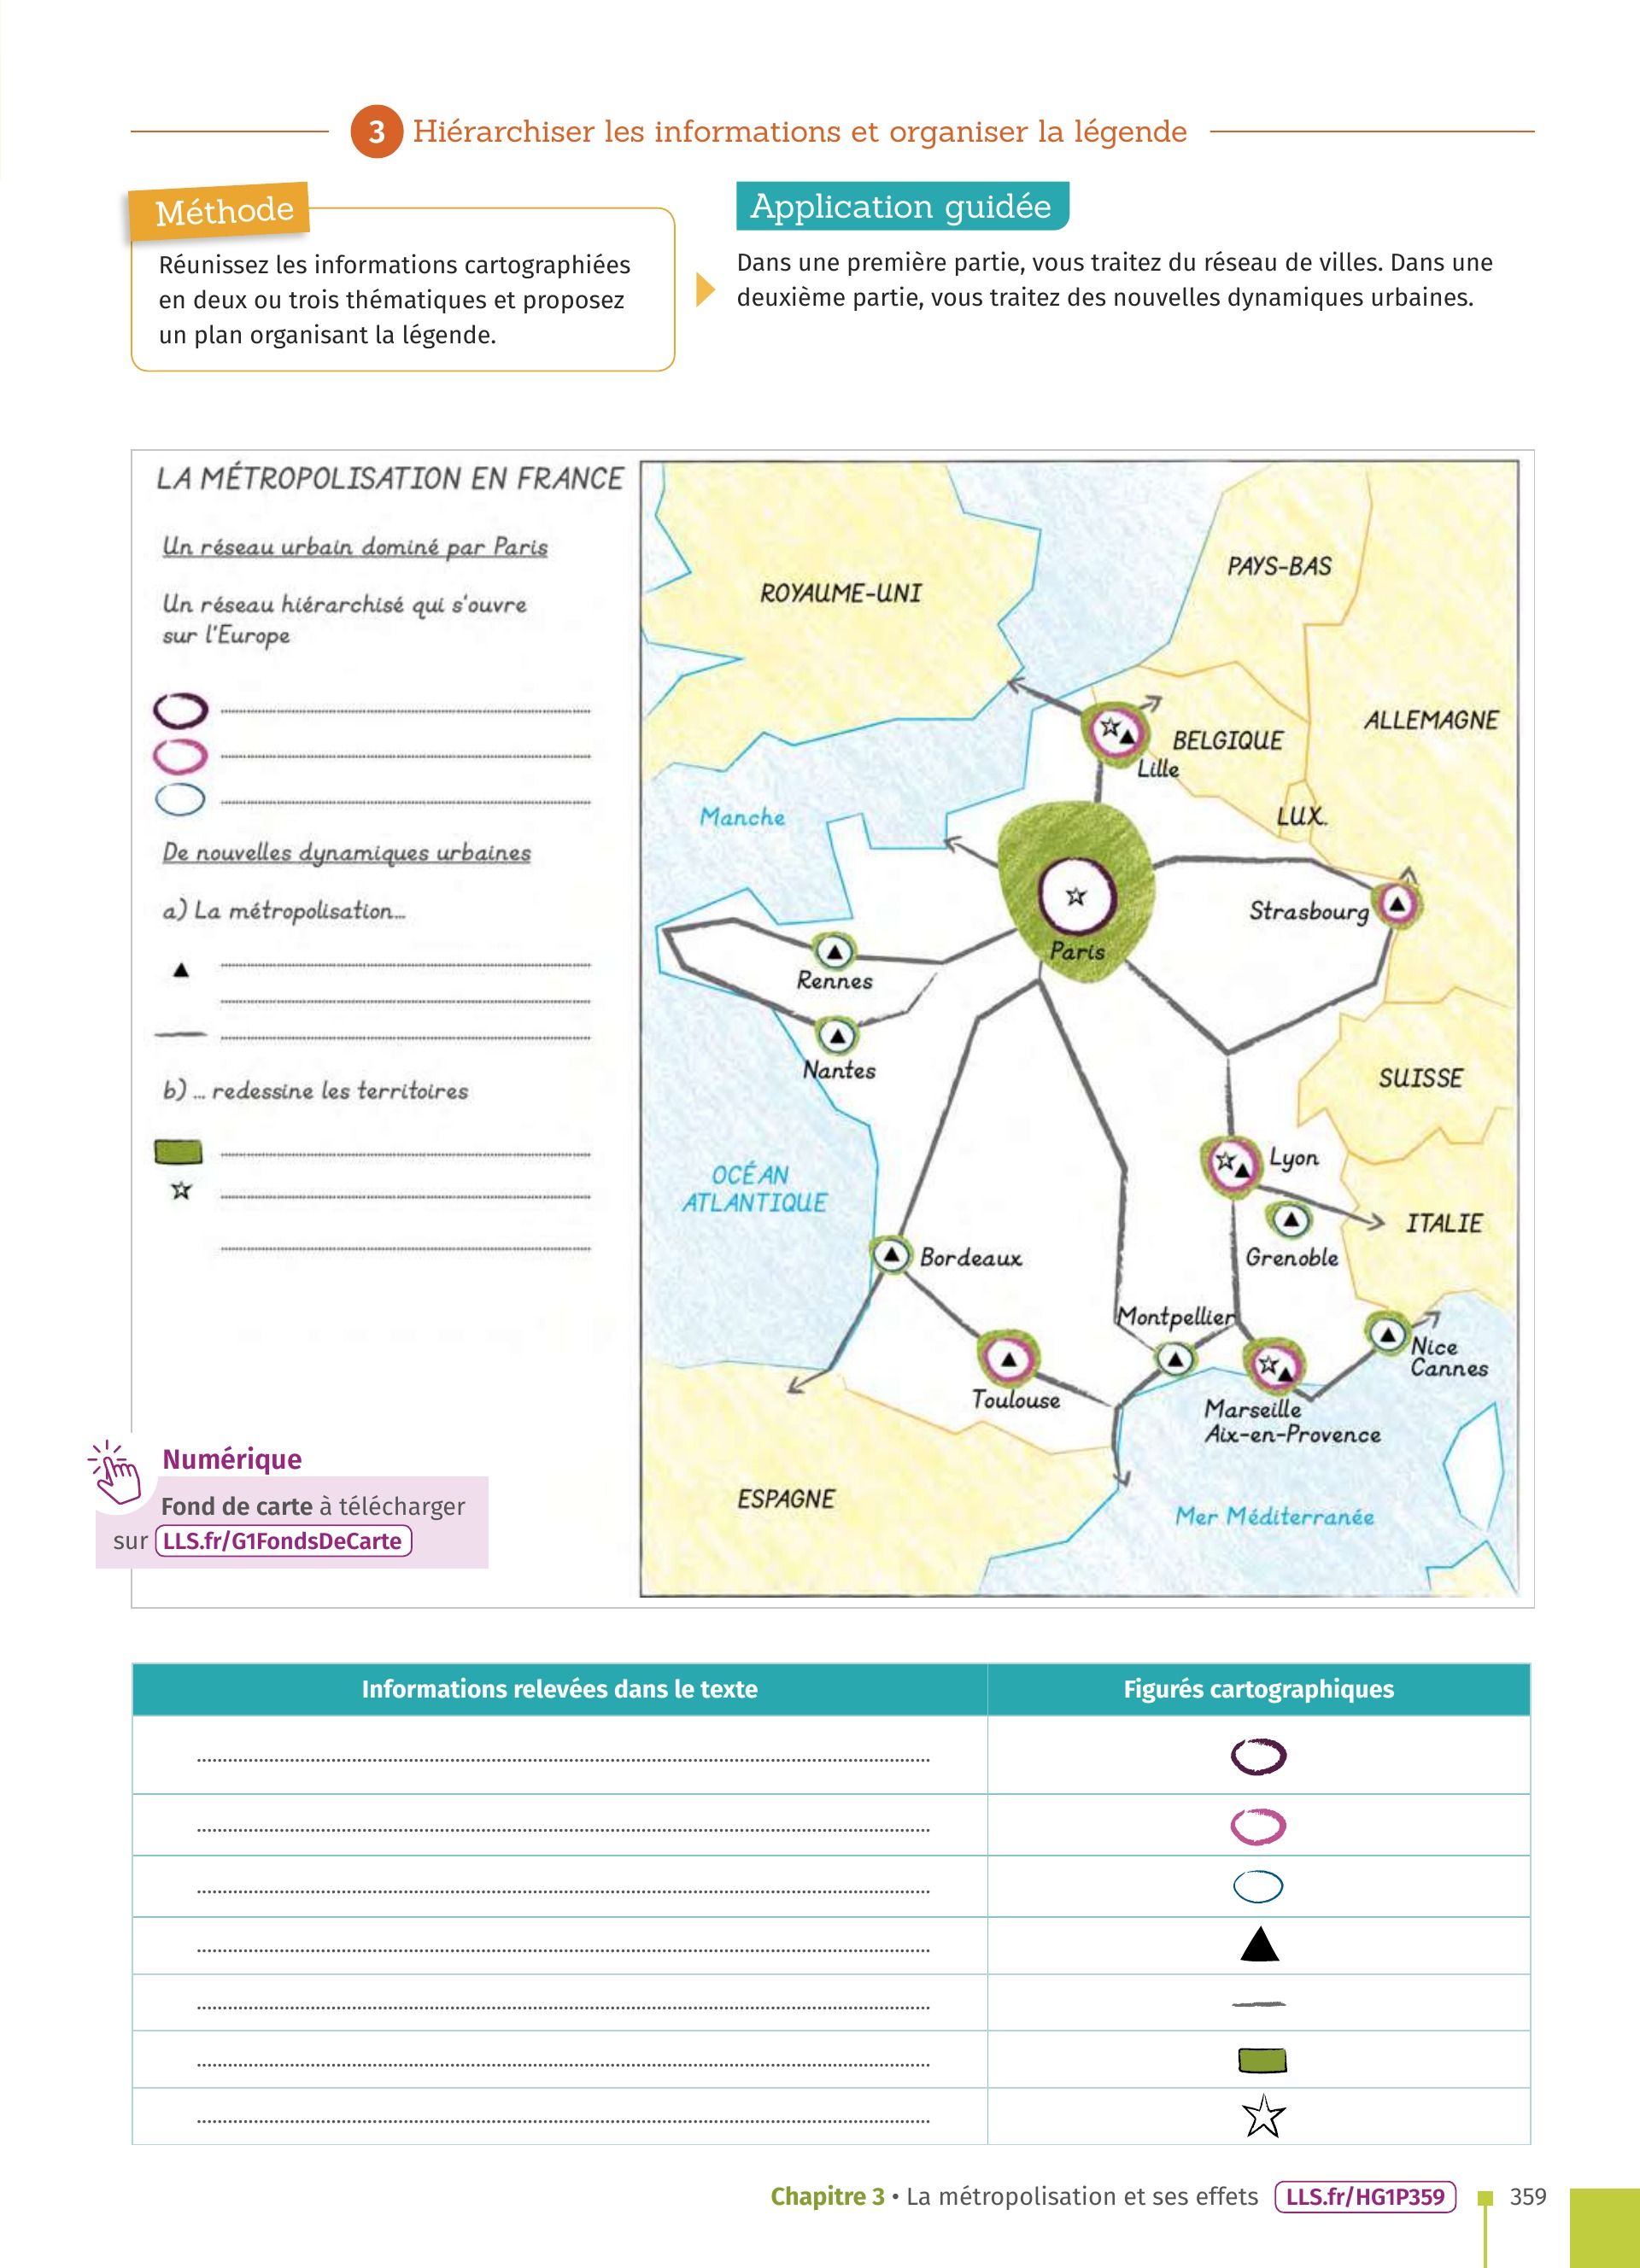 3 Hiérarchiser les informations et organiser la légende
Méthode
Réunissez les informations cartographiées
en deux ou trois thématiques et proposez
un plan organisant la légende.
Application guidée
Dans une première partie, vous traitez du réseau de villes. Dans une
deuxième partie, vous traitez des nouvelles dynamiques urbaines.
LA MÉTROPOLISATION EN FRANCE
Un réseau urbain dominé par Paris
Un réseau hiérarchisé qui s'ouvre
sur l'Europe
De nouvelles dynamiques urbaines
a) La métropolisation...
b) ... redessine les territoires
ROYAUME-UNI
PAYS-BAS
ALLEMAGNE
BELGIQUE
Lille
LUX.
Manche
Strasbourg
Paris
Rennes
Nantes
SUISSE
Lyon
OCÉAN
ATLANTIQUE
ITALIE
Grenoble
Bordeaux
Montpellier
Nice
Cannes
Toulouse
Marseille
Aix-en-Provence
ESPAGNE
Mer Méditerranée
Numérique
Fond de carte à télécharger
sur LLS.fr/G1FondsDeCarte
Informations relevées dans le texte
Figurés cartographiques
Chapitre 3 • La métropolisation et ses effets LLS.fr/HG1P359 359